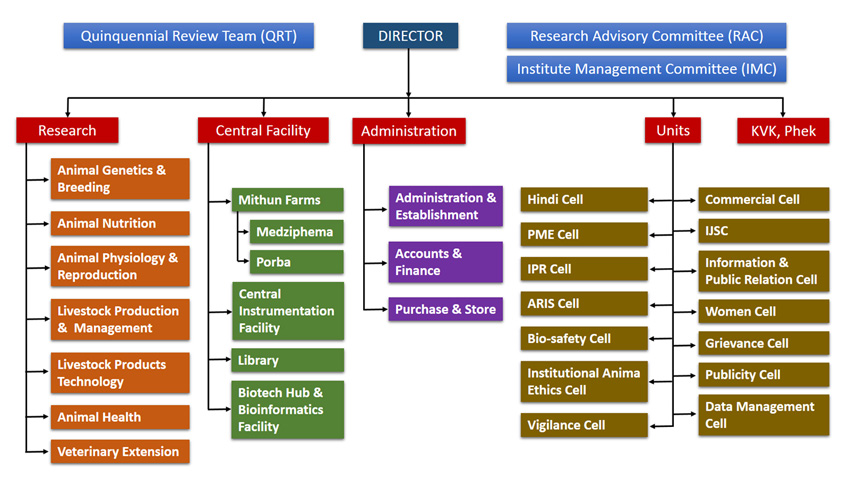 Quinquennial Review Team (QRT)
DIRECTOR
Research Advisory Committee (RAC)
Institute Management Committee (IMC)
Research
Central Facility
Administration
Units
KVK, Phek
Animal Genetics &
Breeding
Animal Nutrition
Animal Physiology &
Reproduction
Livestock Production
& Management
Livestock Products
Technology
Animal Health
Veterinary Extension
Mithun Farms
Medziphema
Porba
Central
Instrumentation
Facility
Library
Biotech Hub &
Bioinformatics
Facility
Administration &
Establishment
Accounts &
Finance
Purchase & Store
Hindi Cell
PME Cell
IPR Cell
ARIS Cell
Bio-safety Cell
Institutional Anima
Ethics Cell
Vigilance Cell
Commercial Cell
IJSC
Information &
Public Relation Cell
Women Cell
Grievance Cell
Publicity Cell
Data Management
Cell